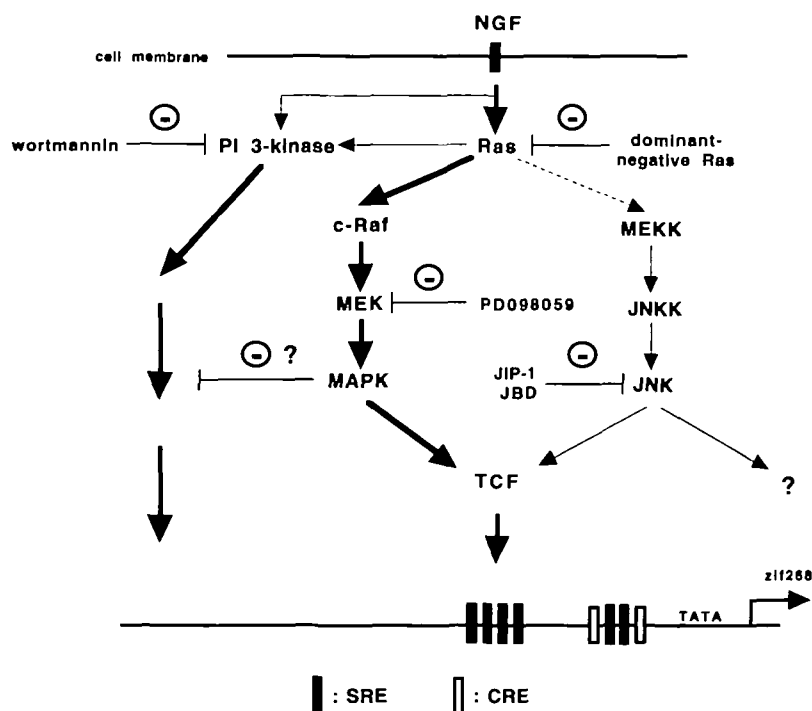 NGF
cell membrane
wortmannin
PI 3-kinase
Ras
dominant-
negative Ras
c-Raf
MEKK
MEK
PD098059
JNKK
?
MAPK
JIP-1
JBD
JNK
TCF
?
zif268
TATA
: SRE
: CRE